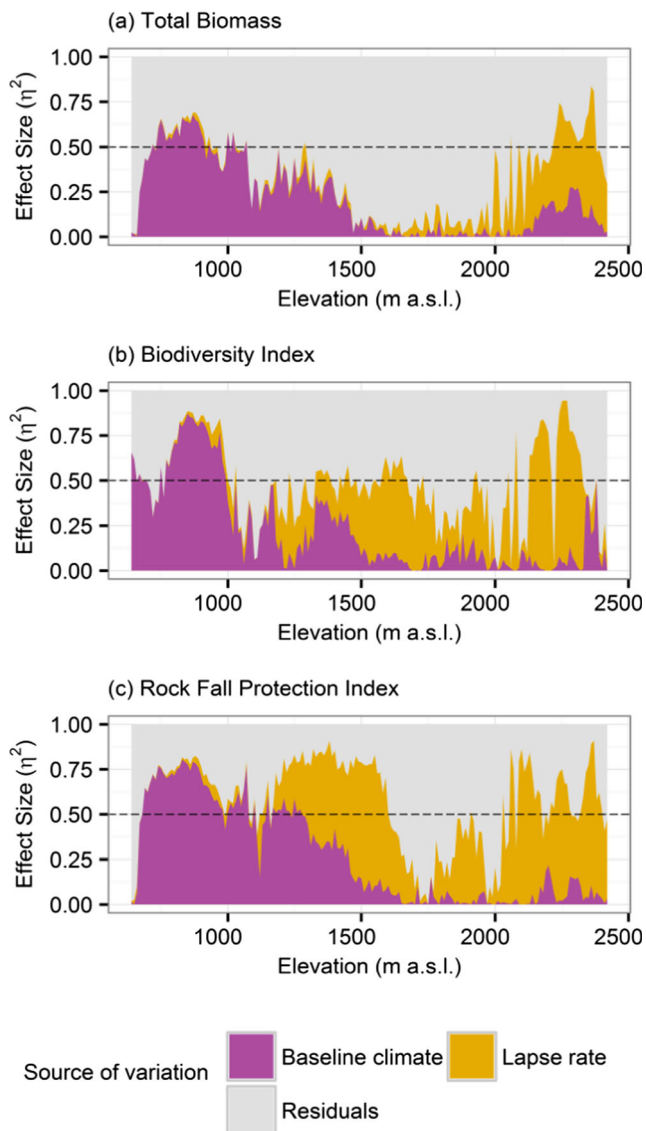 (a) Total Biomass
Effect Size (η²)
1.00
0.75
0.50
0.25
0.00
1000 1500 2000 2500
Elevation (m a.s.l.)
(b) Biodiversity Index
Effect Size (η²)
1.00
0.75
0.50
0.25
0.00
1000 1500 2000 2500
Elevation (m a.s.l.)
(c) Rock Fall Protection Index
Effect Size (η²)
1.00
0.75
0.50
0.25
0.00
1000 1500 2000 2500
Elevation (m a.s.l.)
Source of variation
Baseline climate
Lapse rate
Residuals